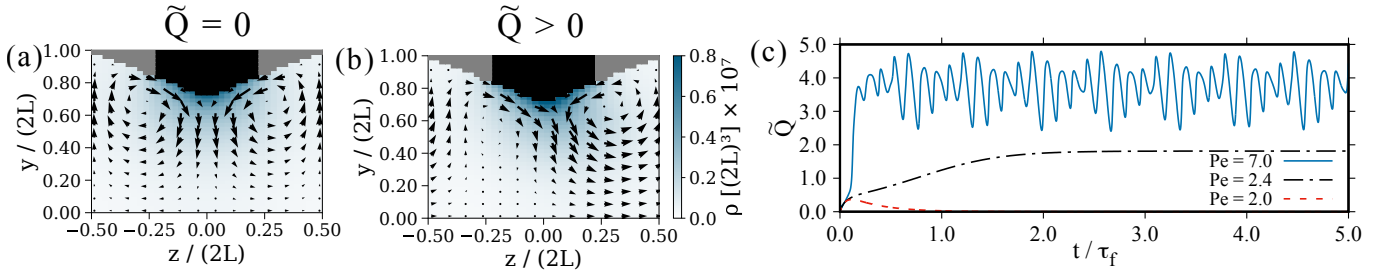 Q̃ = 0
Q̃ > 0
(a)
1.00
0.80
0.60
0.40
0.20
0.00
y / (2L)
−0.50 −0.25 0.00 0.25 0.50
z / (2L)
(b)
1.00
0.80
0.60
0.40
0.20
0.00
y / (2L)
−0.50 −0.25 0.00 0.25 0.50
z / (2L)
0.8
0.6
0.4
0.2
0.0
ρ [(2L)³] × 10⁷
(c)
5.0
4.0
3.0
2.0
1.0
0.0
Q̃
Pe = 7.0
Pe = 2.4
Pe = 2.0
0.0 1.0 2.0 3.0 4.0 5.0
t / τf